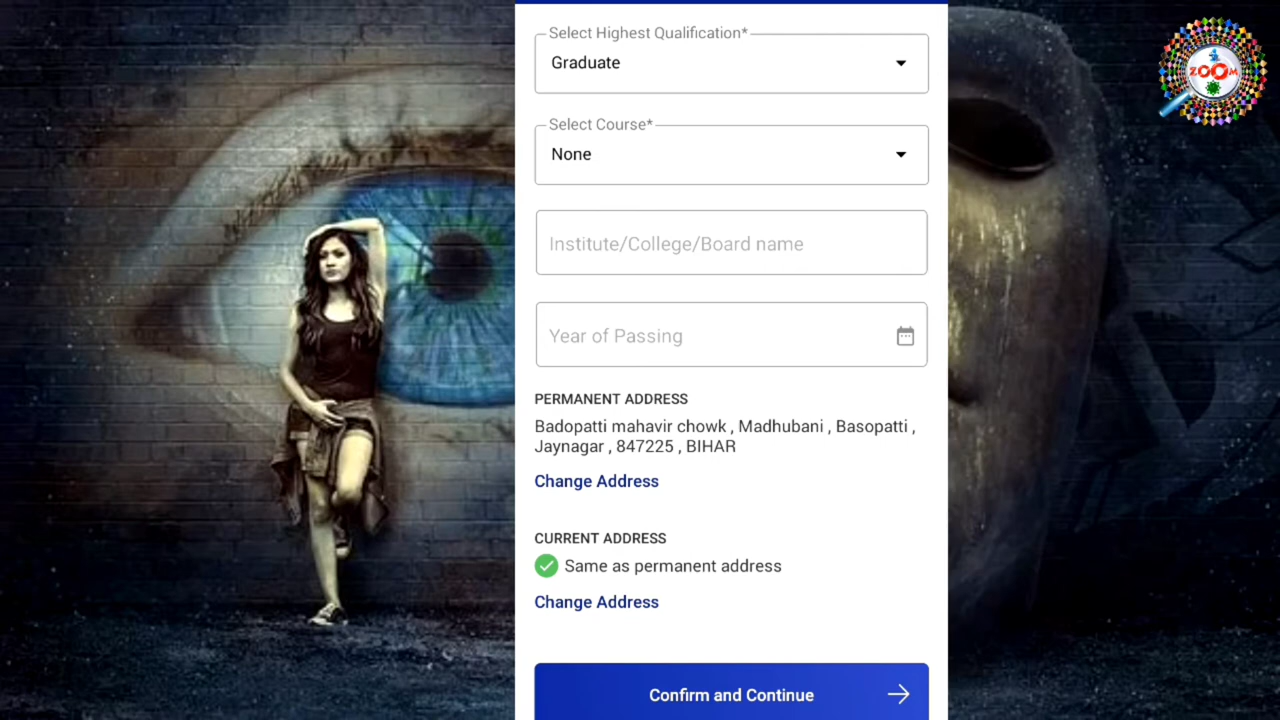 Select Highest Qualification*
Graduate
Select Course*
None
Institute/College/Board name
Year of Passing
PERMANENT ADDRESS
Badopatti mahavir chowk , Madhubani , Basopatti ,
Jaynagar , 847225 , BIHAR
Change Address
CURRENT ADDRESS
Same as permanent address
Change Address
Confirm and Continue
i
ZOOM